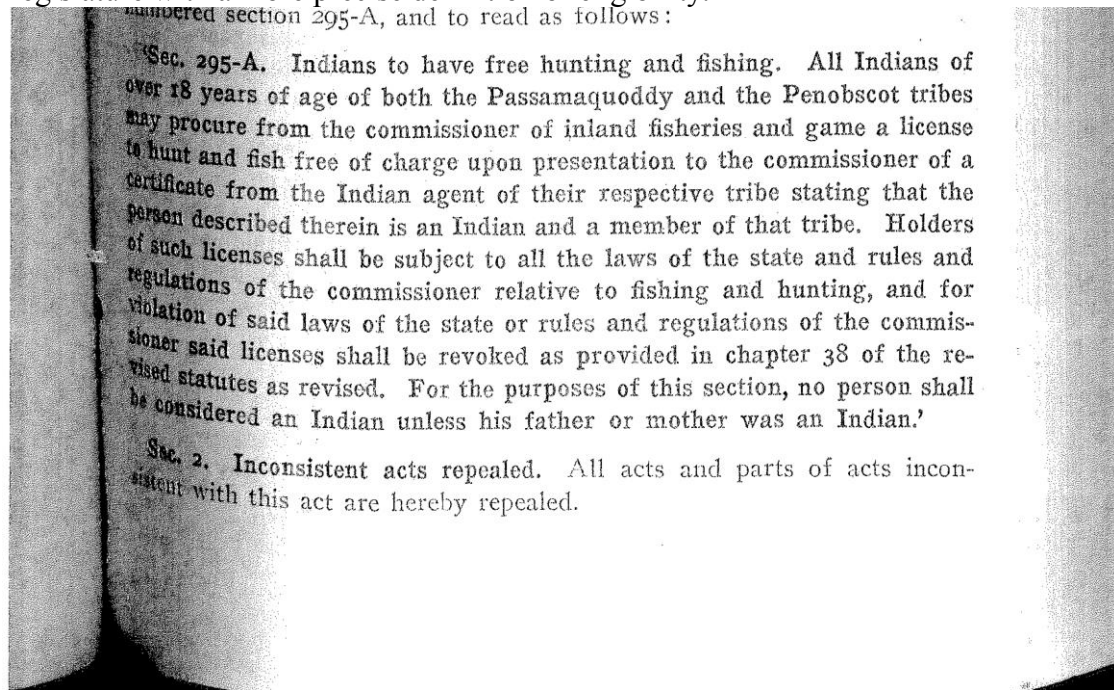 numbered section 295-A, and to read as follows:
'Sec. 295-A. Indians to have free hunting and fishing. All Indians of
over 18 years of age of both the Passamaquoddy and the Penobscot tribes
may procure from the commissioner of inland fisheries and game a license
to hunt and fish free of charge upon presentation to the commissioner of a
certificate from the Indian agent of their respective tribe stating that the
person described therein is an Indian and a member of that tribe. Holders
of such licenses shall be subject to all the laws of the state and rules and
regulations of the commissioner relative to fishing and hunting, and for
violation of said laws of the state or rules and regulations of the commis-
sioner said licenses shall be revoked as provided in chapter 38 of the re-
vised statutes as revised. For the purposes of this section, no person shall
be considered an Indian unless his father or mother was an Indian.'
Sec. 2. Inconsistent acts repealed. All acts and parts of acts incon-
sistent with this act are hereby repealed.